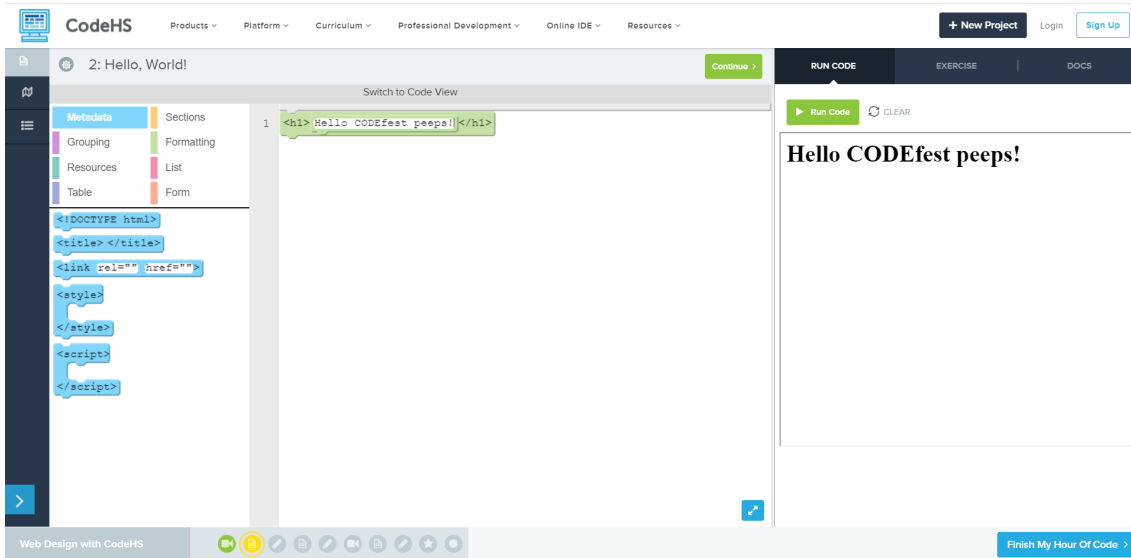 CodeHS Products Platform Curriculum Professional Development Online IDE Resources + New Project Login Sign Up
2: Hello, World! Continue >
RUN CODE EXERCISE DOCS
Switch to Code View
Run Code CLEAR
Metadata Sections
Grouping Formatting
Resources List
Table Form
<!DOCTYPE html>
<title></title>
<link rel="" href="">
<style>
</style>
<script>
</script>
1 <h1> Hello CODEfest peeps! </h1>
Hello CODEfest peeps!
Web Design with CodeHS
Finish My Hour Of Code >